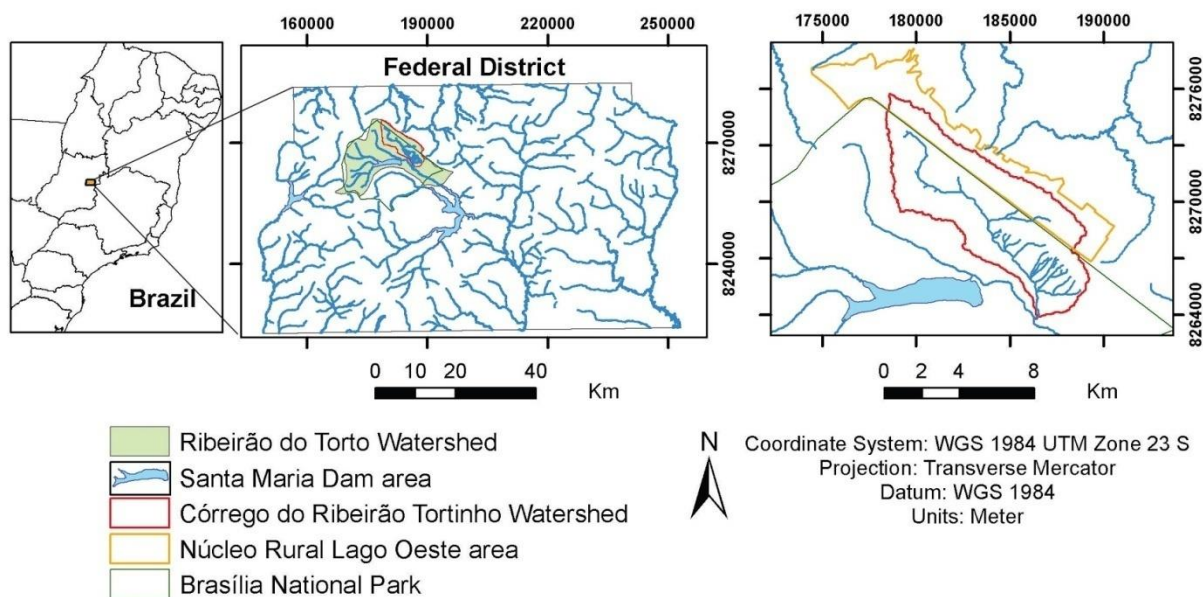 160000 190000 220000 250000
175000 180000 185000 190000
Federal District
Brazil
8270000
8240000
8276000
8270000
8264000
0 10 20 40
Km
0 2 4 8
Km
Ribeirão do Torto Watershed
Santa Maria Dam area
Córrego do Ribeirão Tortinho Watershed
Núcleo Rural Lago Oeste area
Brasília National Park
N
Coordinate System: WGS 1984 UTM Zone 23 S
Projection: Transverse Mercator
Datum: WGS 1984
Units: Meter